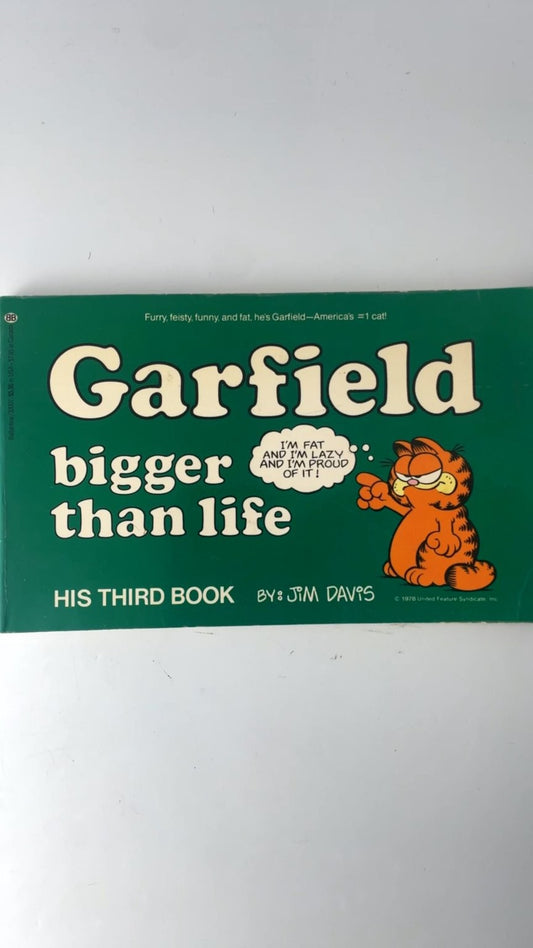 BB
Furry, feisty, funny, and fat, he's Garfield—America's #1 cat!
Garfield
bigger
than life
I'M FAT
AND I'M LAZY
AND I'M PROUD
OF IT!
HIS THIRD BOOK
BY: JIM DAVIS
© 1978 United Feature Syndicate, Inc.